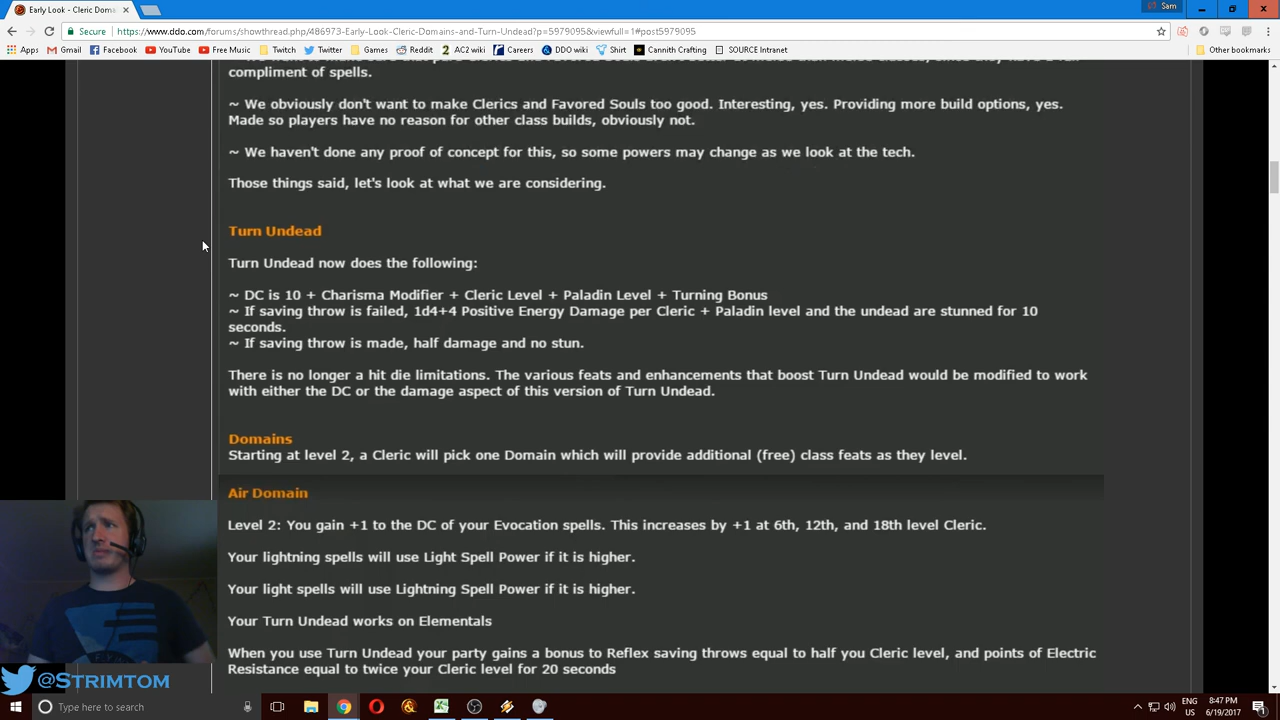 Early Look - Cleric Doma
Sam
Secure
https://www.ddo.com/forums/showthread.php/486973-Early-Look-Cleric-Domains-and-Turn-Undead?p=5979095&viewfull=1#post5979095
Apps Gmail Facebook YouTube Free Music Twitch Twitter Games Reddit AC2 wiki Careers DDO wiki Shirt Cannith Crafting SOURCE Intranet Other bookmarks
compliment of spells.
~ We obviously don't want to make Clerics and Favored Souls too good. Interesting, yes. Providing more build options, yes.
Made so players have no reason for other class builds, obviously not.
~ We haven't done any proof of concept for this, so some powers may change as we look at the tech.
Those things said, let's look at what we are considering.
Turn Undead
Turn Undead now does the following:
~ DC is 10 + Charisma Modifier + Cleric Level + Paladin Level + Turning Bonus
~ If saving throw is failed, 1d4+4 Positive Energy Damage per Cleric + Paladin level and the undead are stunned for 10
seconds.
~ If saving throw is made, half damage and no stun.
There is no longer a hit die limitations. The various feats and enhancements that boost Turn Undead would be modified to work
with either the DC or the damage aspect of this version of Turn Undead.
Domains
Starting at level 2, a Cleric will pick one Domain which will provide additional (free) class feats as they level.
Air Domain
Level 2: You gain +1 to the DC of your Evocation spells. This increases by +1 at 6th, 12th, and 18th level Cleric.
Your lightning spells will use Light Spell Power if it is higher.
Your light spells will use Lightning Spell Power if it is higher.
Your Turn Undead works on Elementals
When you use Turn Undead your party gains a bonus to Reflex saving throws equal to half you Cleric level, and points of Electric
Resistance equal to twice your Cleric level for 20 seconds
@STRIMTOM
Type here to search
ENG
US
8:47 PM
6/19/2017